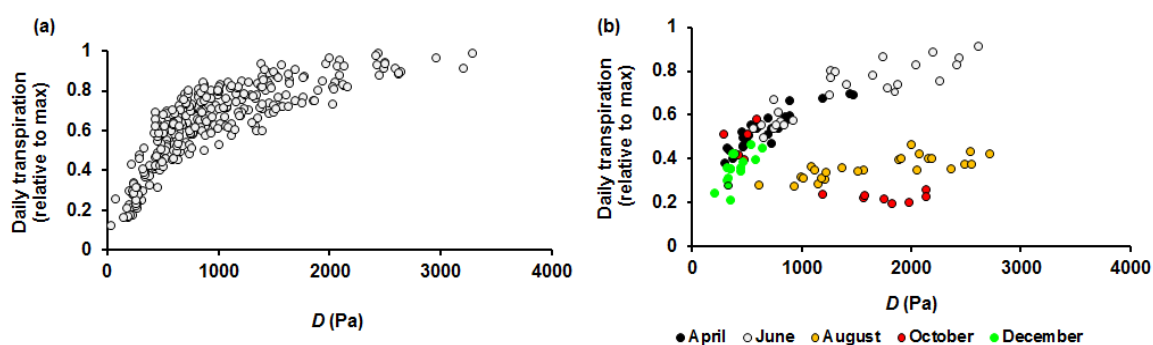 (a)
Daily transpiration
(relative to max)
1
0.8
0.6
0.4
0.2
0
0 1000 2000 3000 4000
D (Pa)
(b)
Daily transpiration
(relative to max)
1
0.8
0.6
0.4
0.2
0
0 1000 2000 3000 4000
D (Pa)
April June August October December